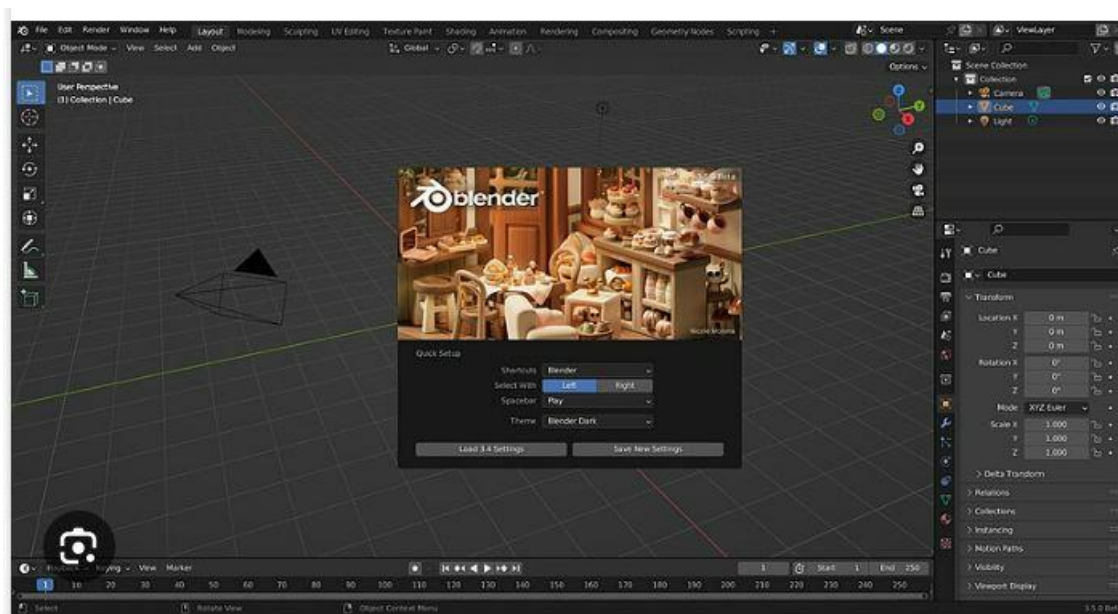 File Edit Render Window Help Layout Modeling Sculpting UV Editing Texture Paint Shading Animation Rendering Compositing Geometry Nodes Scripting + Scene ViewLayer
Object Mode View Select Add Object Global
Options
User Perspective
(1) Collection | Cube
Scene Collection
Collection
Camera
Cube
Light
blender
Beta
Quick Setup
Shortcuts Blender
Select With Left Right
Spacebar Play
Theme Blender Dark
Load 3.4 Settings Save New Settings
Cube
Cube
Transform
Location X 0 m
Y 0 m
Z 0 m
Rotation X 0°
Y 0°
Z 0°
Mode XYZ Euler
Scale X 1.000
Y 1.000
Z 1.000
Delta Transform
Relations
Collections
Instancing
Motion Paths
Visibility
Viewport Display
Keying View Marker 1 Start 1 End 250
1 10 20 30 40 50 60 70 80 90 100 110 120 130 140 150 160 170 180 190 200 210 220 230 240 250
Select Rotate View Object Context Menu